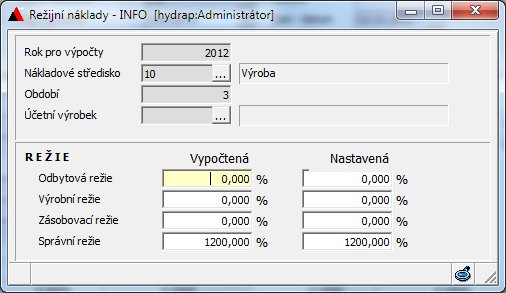 Režijní náklady - INFO [hydrap:Administrátor]
Rok pro výpočty 2012
Nákladové středisko 10 ... Výroba
Období 3
Účetní výrobek ...
REŽIE Vypočtená Nastavená
Odbytová režie 0,000 % 0,000 %
Výrobní režie 0,000 % 0,000 %
Zásobovací režie 0,000 % 0,000 %
Správní režie 1200,000 % 1200,000 %